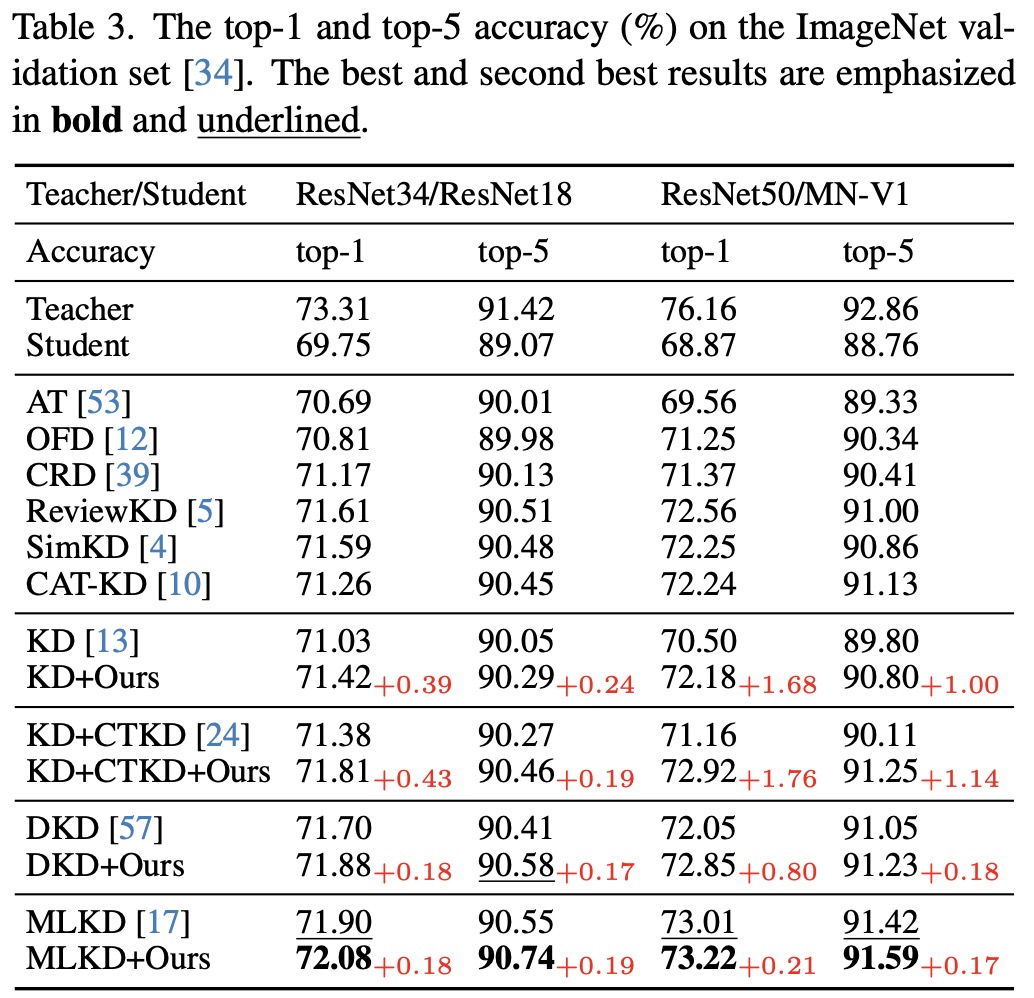 Table 3. The top-1 and top-5 accuracy (%) on the ImageNet val-
idation set [34]. The best and second best results are emphasized
in bold and underlined.
Teacher/Student ResNet34/ResNet18 ResNet50/MN-V1
Accuracy top-1 top-5 top-1 top-5
Teacher 73.31 91.42 76.16 92.86
Student 69.75 89.07 68.87 88.76
AT [53] 70.69 90.01 69.56 89.33
OFD [12] 70.81 89.98 71.25 90.34
CRD [39] 71.17 90.13 71.37 90.41
ReviewKD [5] 71.61 90.51 72.56 91.00
SimKD [4] 71.59 90.48 72.25 90.86
CAT-KD [10] 71.26 90.45 72.24 91.13
KD [13] 71.03 90.05 70.50 89.80
KD+Ours 71.42+0.39 90.29+0.24 72.18+1.68 90.80+1.00
KD+CTKD [24] 71.38 90.27 71.16 90.11
KD+CTKD+Ours 71.81+0.43 90.46+0.19 72.92+1.76 91.25+1.14
DKD [57] 71.70 90.41 72.05 91.05
DKD+Ours 71.88+0.18 90.58+0.17 72.85+0.80 91.23+0.18
MLKD [17] 71.90 90.55 73.01 91.42
MLKD+Ours 72.08+0.18 90.74+0.19 73.22+0.21 91.59+0.17